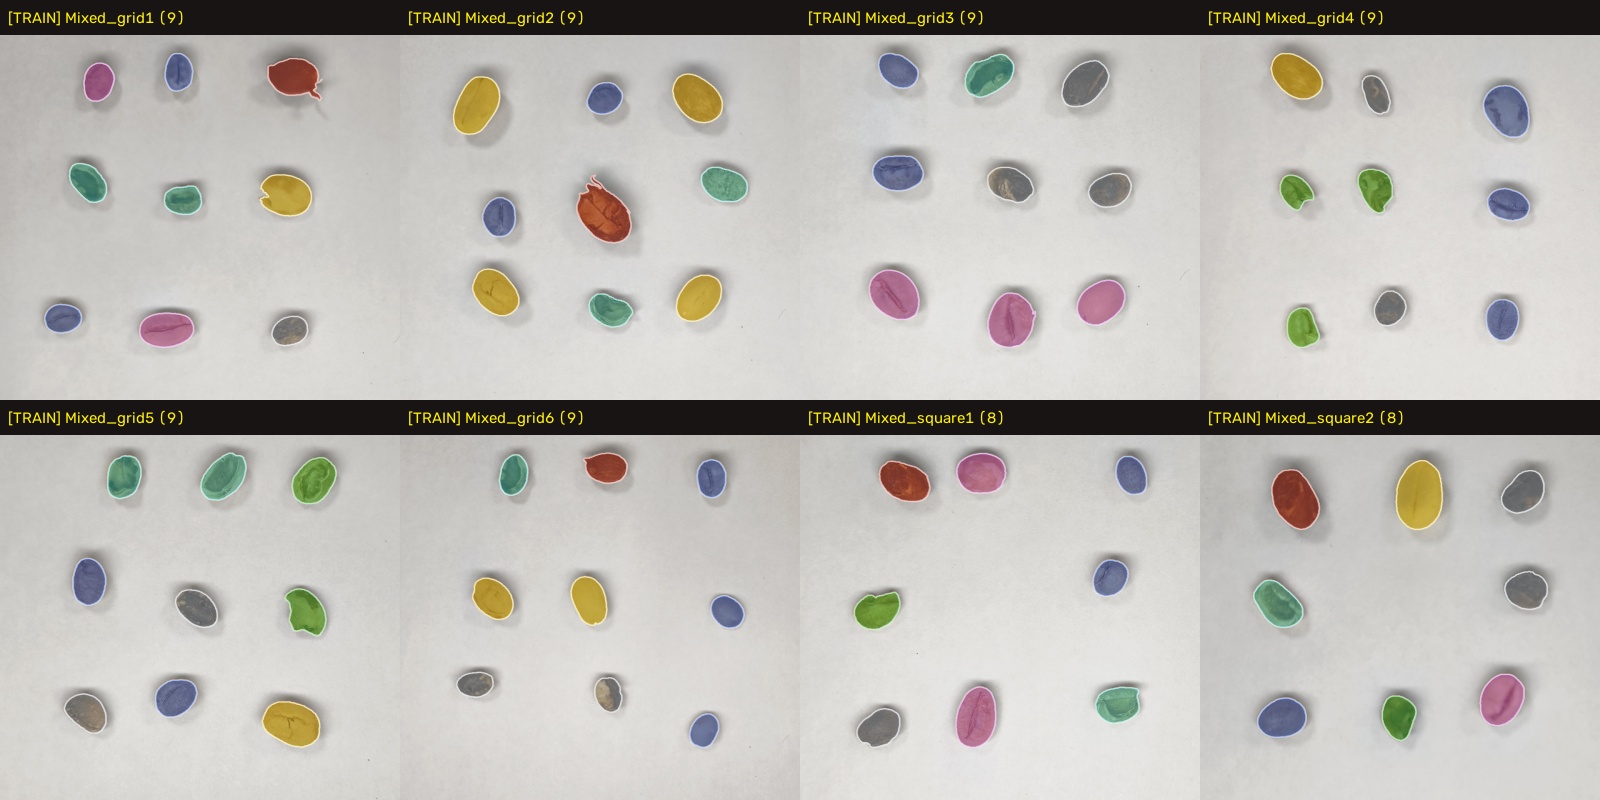 [TRAIN] Mixed_grid1 (9)
[TRAIN] Mixed_grid2 (9)
[TRAIN] Mixed_grid3 (9)
[TRAIN] Mixed_grid4 (9)
[TRAIN] Mixed_grid5 (9)
[TRAIN] Mixed_grid6 (9)
[TRAIN] Mixed_square1 (8)
[TRAIN] Mixed_square2 (8)